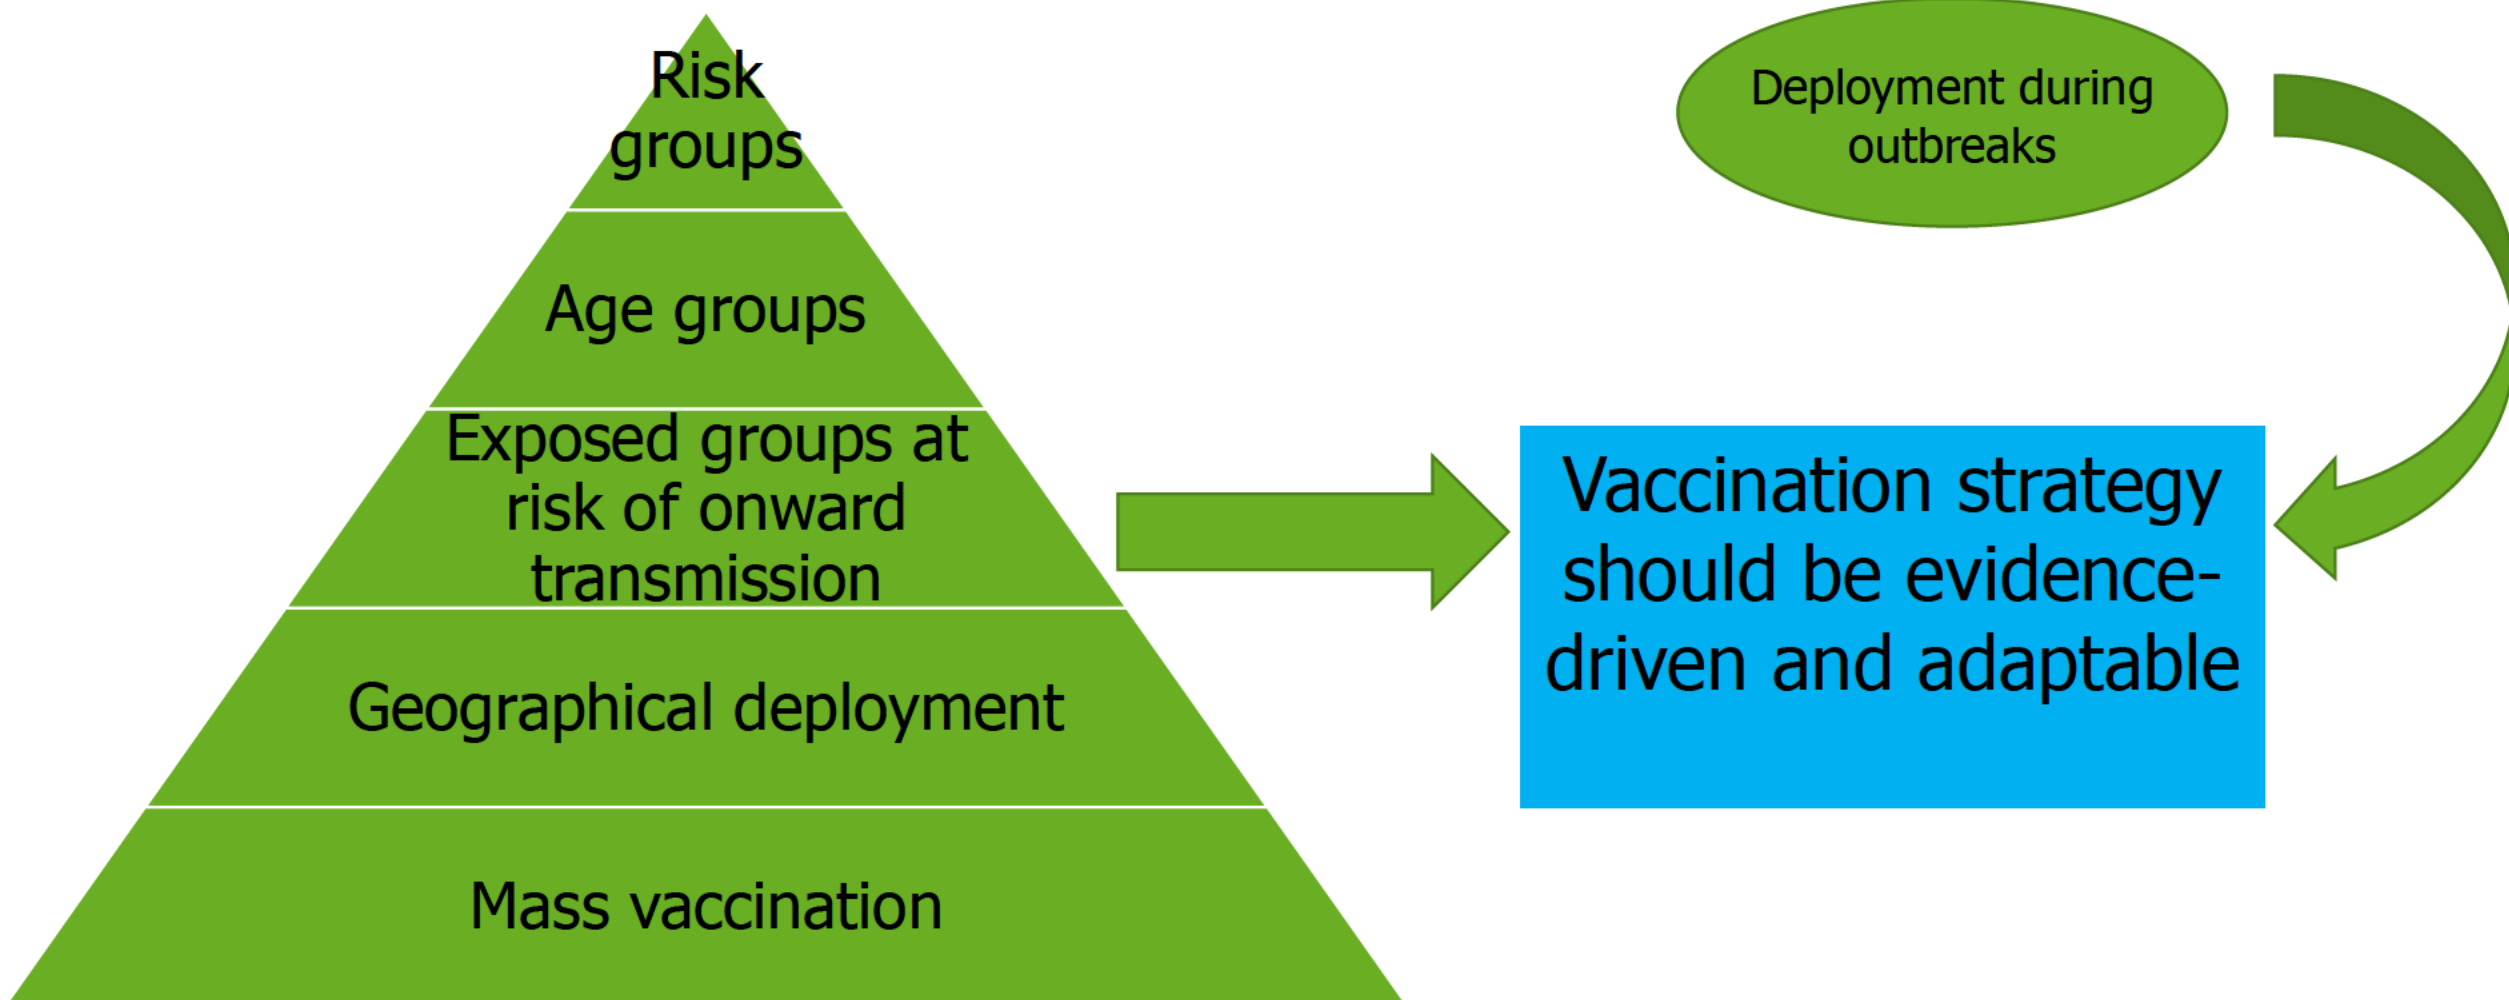 Risk
groups
Age groups
Exposed groups at
risk of onward
transmission
Geographical deployment
Mass vaccination
Deployment during
outbreaks
Vaccination strategy
should be evidence-
driven and adaptable